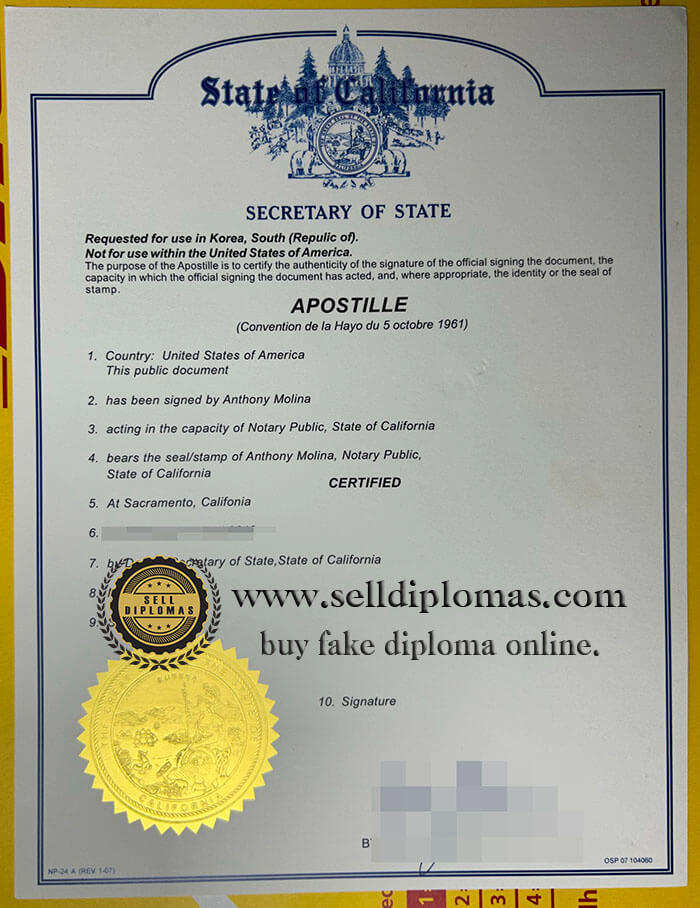 State of California
SECRETARY OF STATE
Requested for use in Korea, South (Repulic of).
Not for use within the United States of America.
The purpose of the Apostille is to certify the authenticity of the signature of the official signing the document, the
capacity in which the official signing the document has acted, and, where appropriate, the identity or the seal of
stamp.
APOSTILLE
(Convention de la Hayo du 5 octobre 1961)
1. Country: United States of America
This public document
2. has been signed by Anthony Molina
3. acting in the capacity of Notary Public, State of California
4. bears the seal/stamp of Anthony Molina, Notary Public,
State of California
CERTIFIED
5. At Sacramento, Califonia
6.
7. by of State,State of California
8.
9.
SELL
DIPLOMAS
www.selldiplomas.com
buy fake diploma online.
EUREKA
CALIFORNIA
10. Signature
NP-24 A (REV. 1-07)
OSP 07 104060
1:
2:
3:
4: